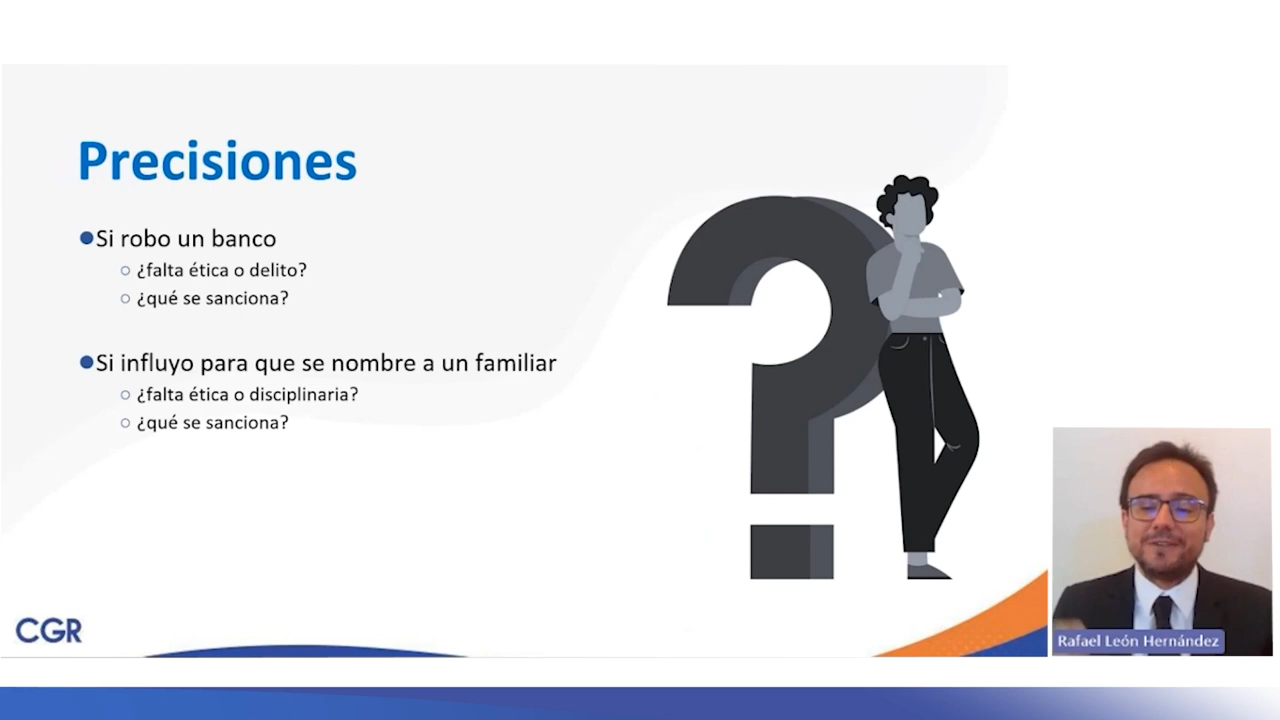 Precisiones
Si robo un banco
¿falta ética o delito?
¿qué se sanciona?
Si influyo para que se nombre a un familiar
¿falta ética o disciplinaria?
¿qué se sanciona?
CGR
Rafael León Hernández